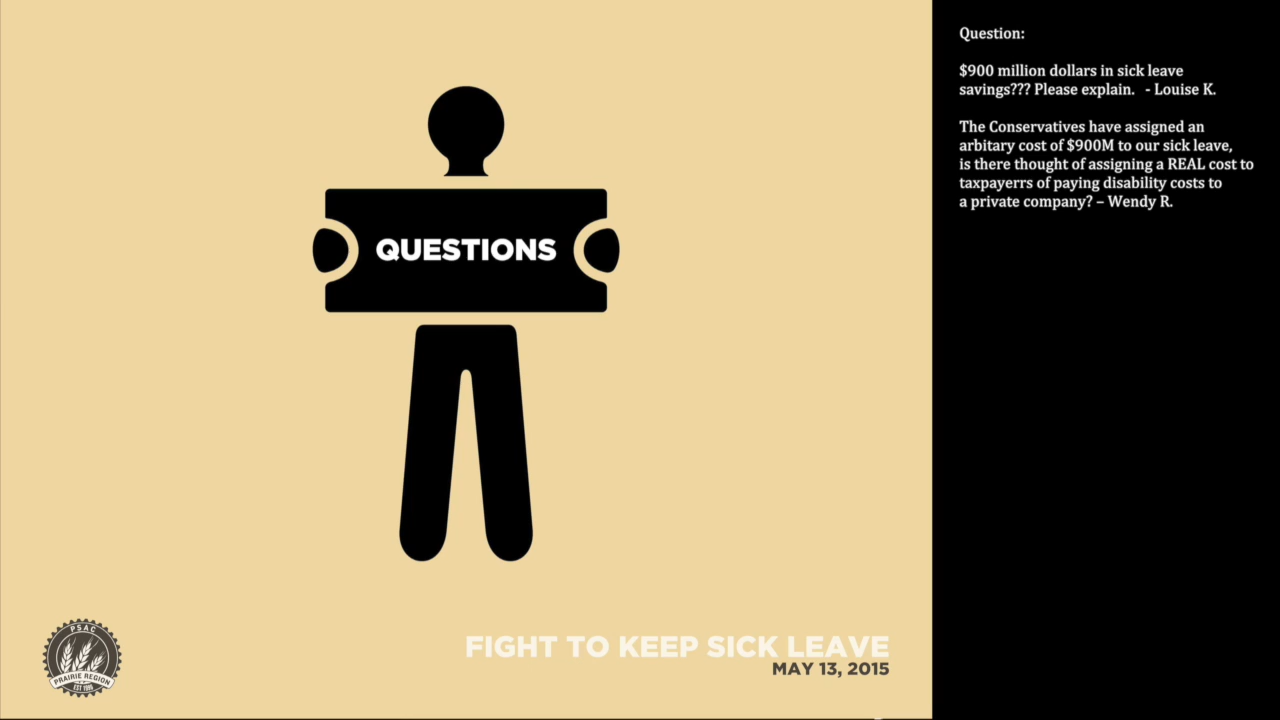 QUESTIONS
FIGHT TO KEEP SICK LEAVE
MAY 13, 2015
PSAC
PRAIRIE REGION
EST 1966
Question:
$900 million dollars in sick leave
savings??? Please explain.   - Louise K.
The Conservatives have assigned an
arbitary cost of $900M to our sick leave,
is there thought of assigning a REAL cost to
taxpayerrs of paying disability costs to
a private company? – Wendy R.